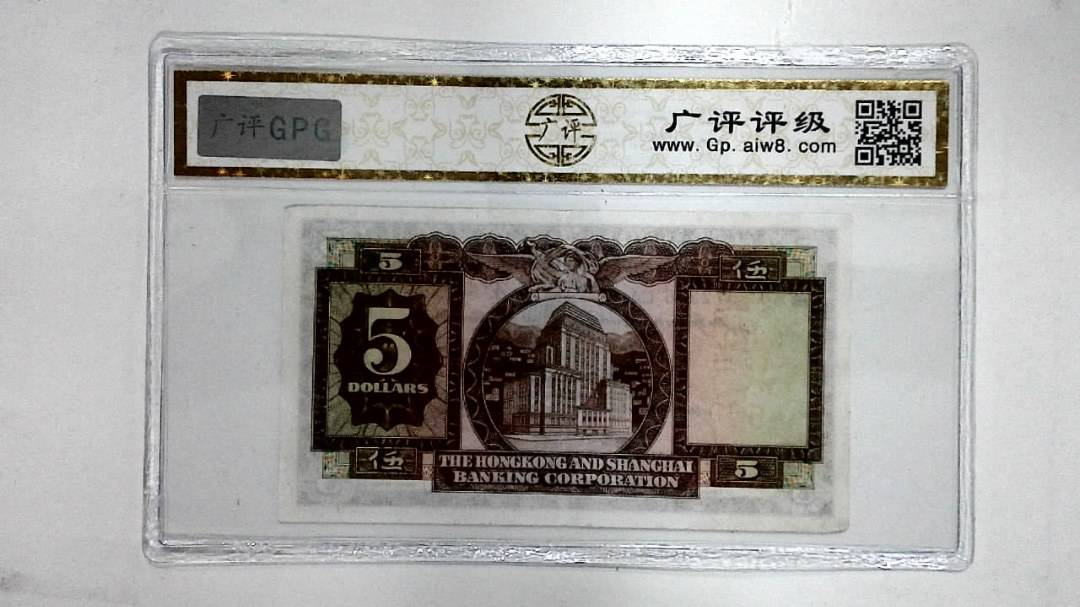 广评GPG
广评
广评评级
www.Gp.aiw8.com
5
伍
5
DOLLARS
伍
5
THE HONGKONG AND SHANGHAI
BANKING CORPORATION